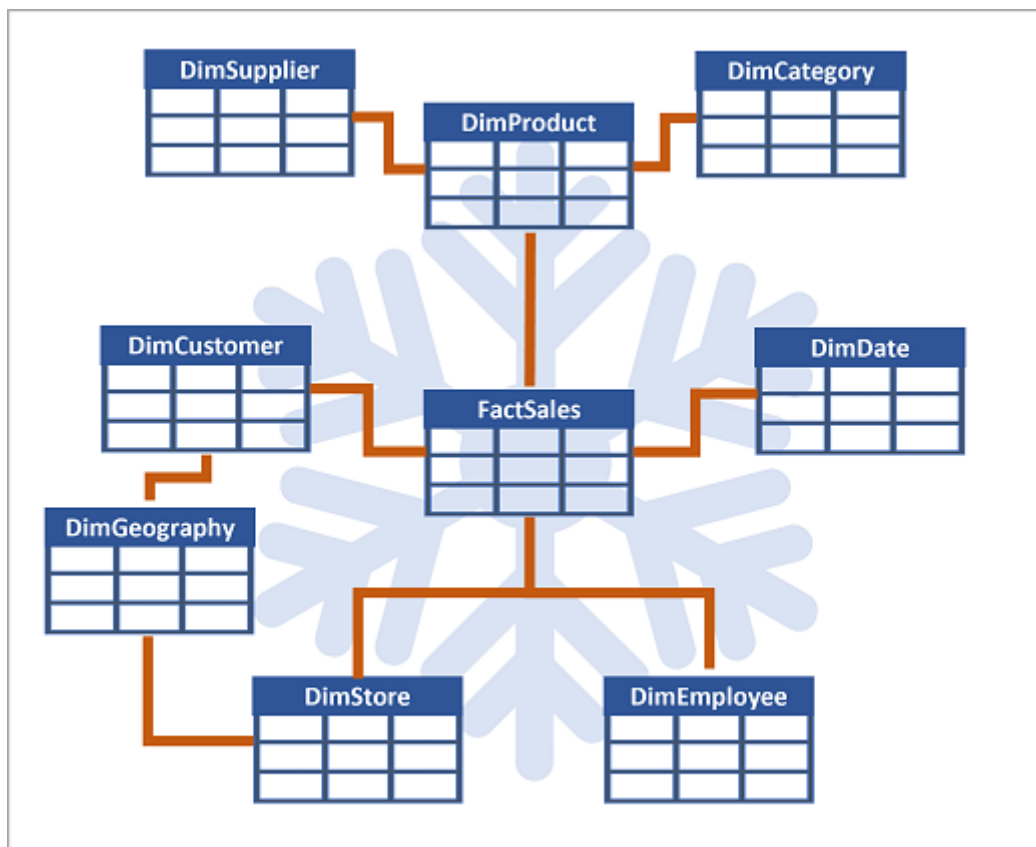 DimSupplier
DimCategory
DimProduct
DimCustomer
DimDate
FactSales
DimGeography
DimStore
DimEmployee